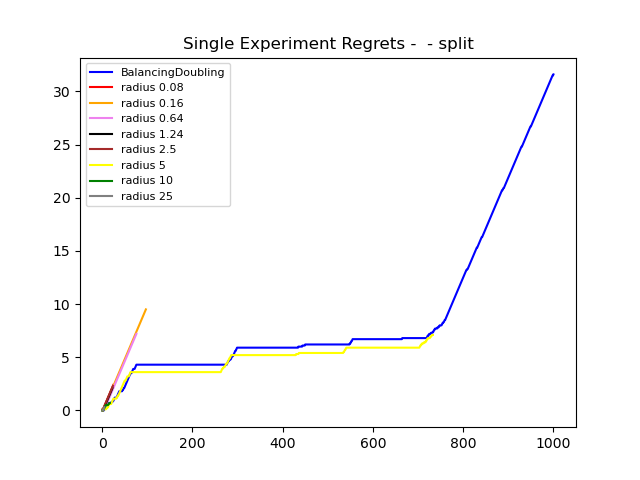 Single Experiment Regrets -  - split
BalancingDoubling
radius 0.08
radius 0.16
radius 0.64
radius 1.24
radius 2.5
radius 5
radius 10
radius 25
30
25
20
15
10
5
0
0 200 400 600 800 1000